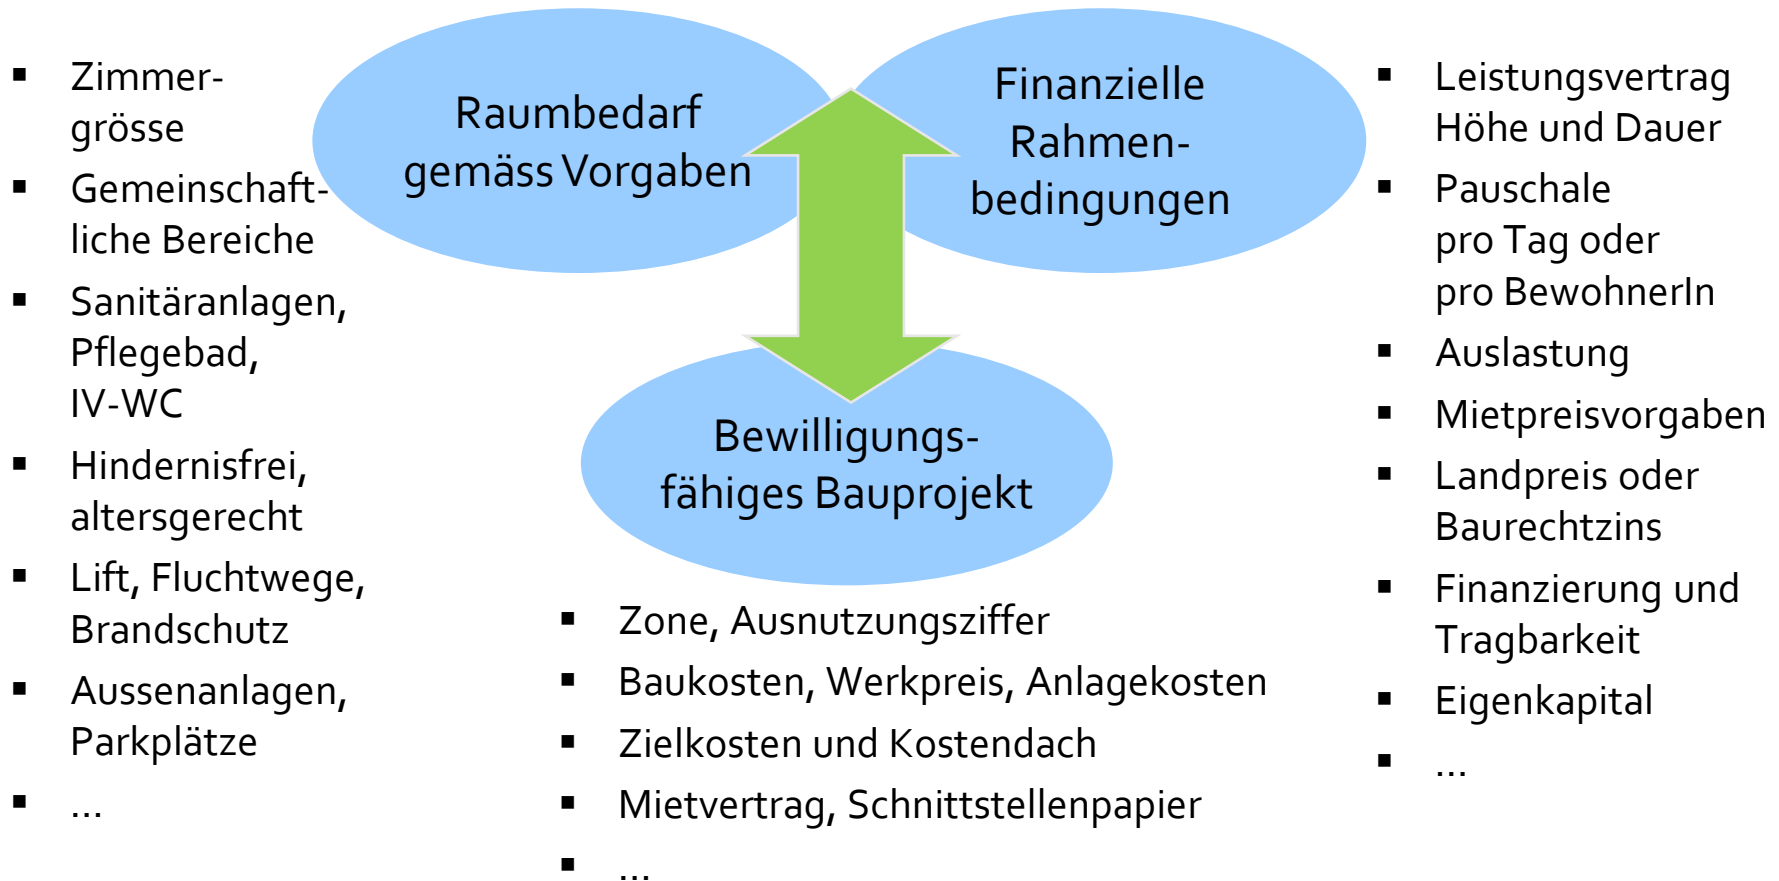 Raumbedarf
gemäss Vorgaben
Finanzielle
Rahmen-
bedingungen
Bewilligungs-
fähiges Bauprojekt
▪ Zimmer-
grösse
▪ Gemeinschaft-
liche Bereiche
▪ Sanitäranlagen,
Pflegebad,
IV-WC
▪ Hindernisfrei,
altersgerecht
▪ Lift, Fluchtwege,
Brandschutz
▪ Aussenanlagen,
Parkplätze
▪ ...
▪ Zone, Ausnutzungsziffer
▪ Baukosten, Werkpreis, Anlagekosten
▪ Zielkosten und Kostendach
▪ Mietvertrag, Schnittstellenpapier
▪ ...
▪ Leistungsvertrag
Höhe und Dauer
▪ Pauschale
pro Tag oder
pro BewohnerIn
▪ Auslastung
▪ Mietpreisvorgaben
▪ Landpreis oder
Baurechtzins
▪ Finanzierung und
Tragbarkeit
▪ Eigenkapital
▪ ...